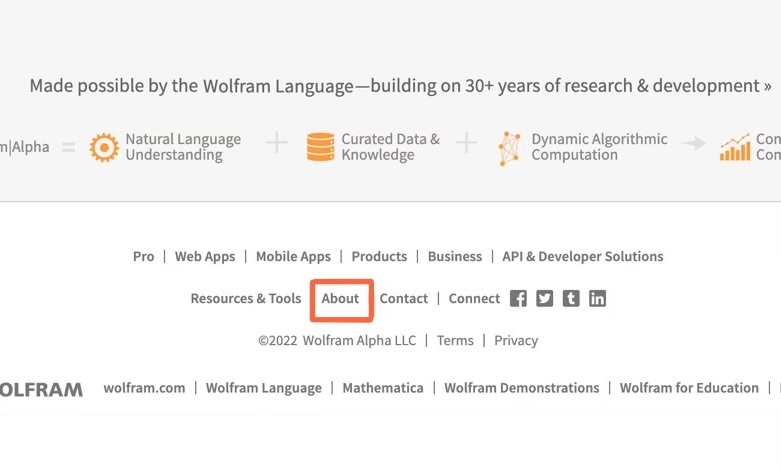 Made possible by the Wolfram Language—building on 30+ years of research & development »
m|Alpha = Natural Language Understanding + Curated Data & Knowledge + Dynamic Algorithmic Computation
Pro | Web Apps | Mobile Apps | Products | Business | API & Developer Solutions
Resources & Tools About Contact | Connect
©2022 Wolfram Alpha LLC | Terms | Privacy
OLFRAM wolfram.com | Wolfram Language | Mathematica | Wolfram Demonstrations | Wolfram for Education |